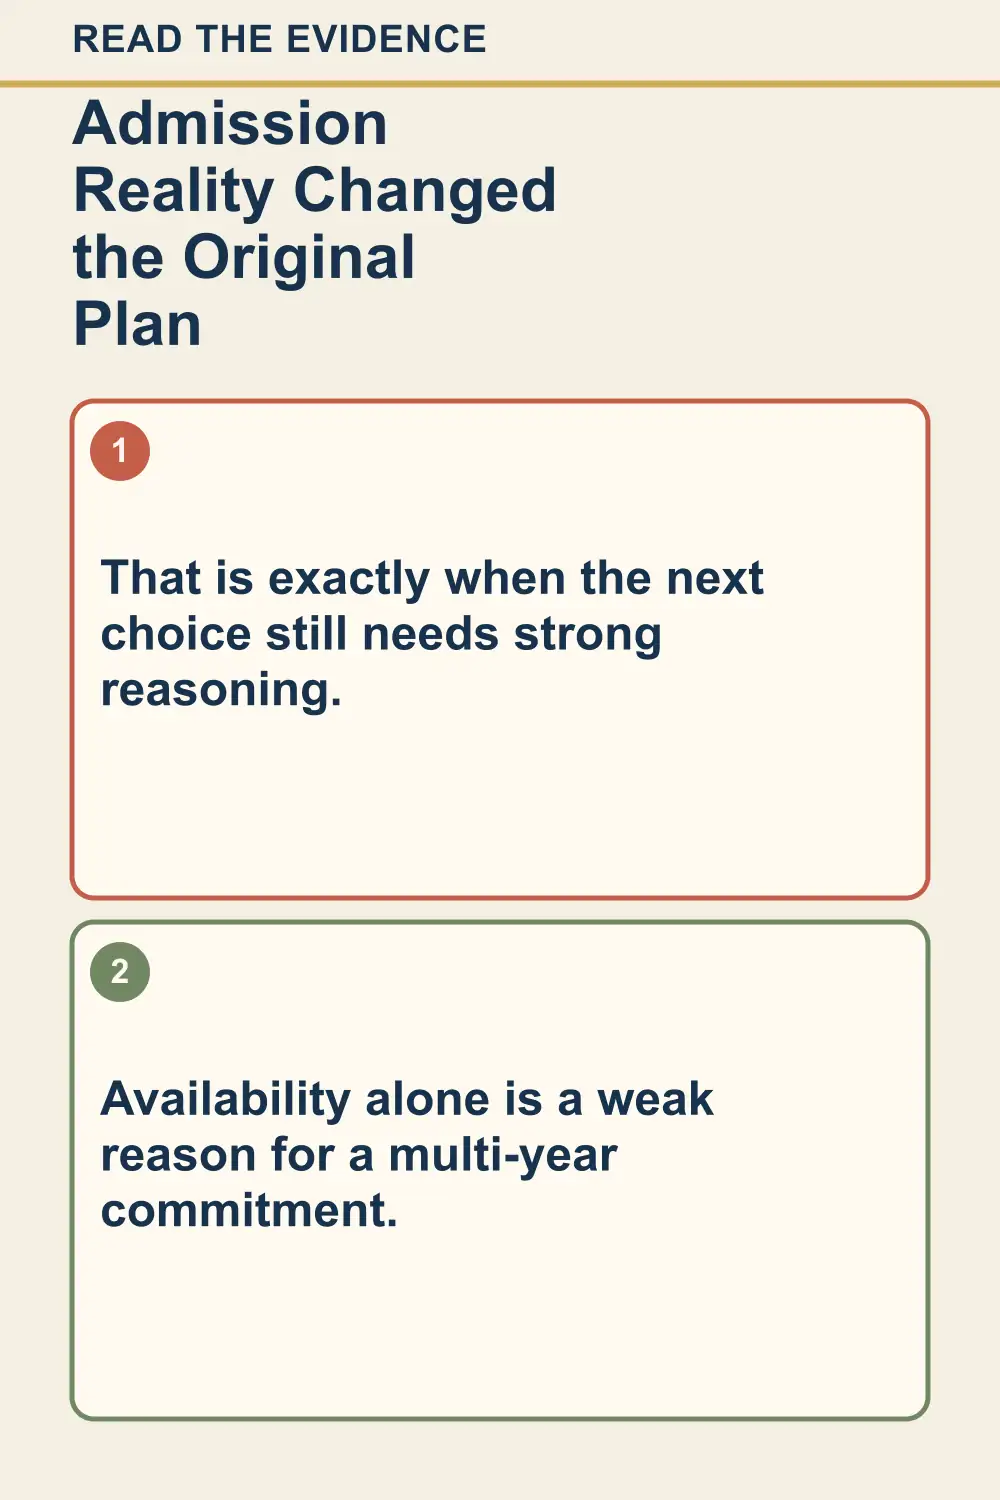 READ THE EVIDENCE
Admission
Reality Changed
the Original
Plan
1
That is exactly when the next
choice still needs strong
reasoning.
2
Availability alone is a weak
reason for a multi-year
commitment.